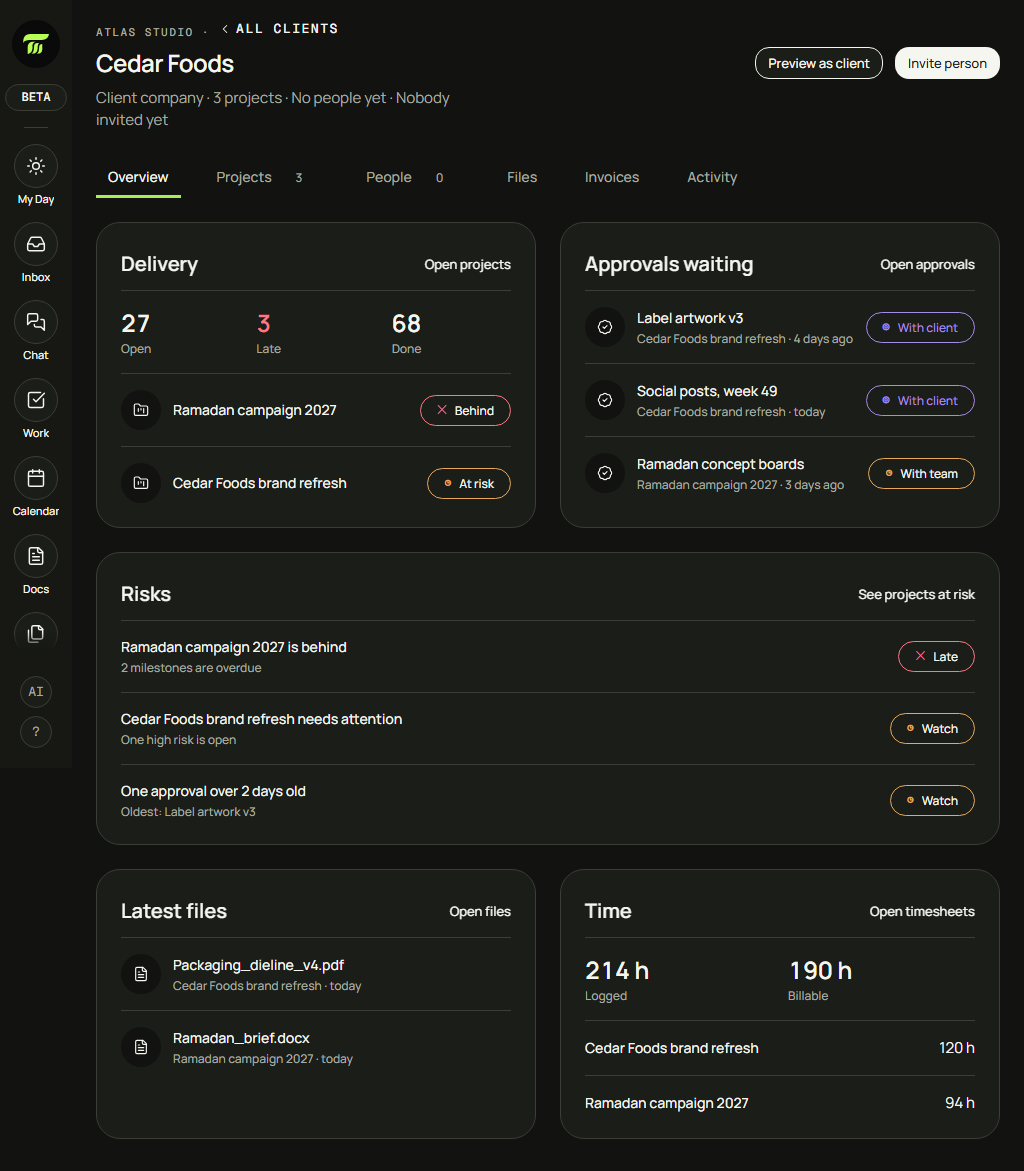 ATLAS STUDIO · < ALL CLIENTS
Cedar Foods
Client company · 3 projects · No people yet · Nobody
invited yet
Preview as client
Invite person
BETA
My Day
Inbox
Chat
Work
Calendar
Docs
AI
?
Overview
Projects 3
People 0
Files
Invoices
Activity
Delivery
Open projects
27
Open
3
Late
68
Done
Ramadan campaign 2027
Behind
Cedar Foods brand refresh
At risk
Approvals waiting
Open approvals
Label artwork v3
Cedar Foods brand refresh · 4 days ago
With client
Social posts, week 49
Cedar Foods brand refresh · today
With client
Ramadan concept boards
Ramadan campaign 2027 · 3 days ago
With team
Risks
See projects at risk
Ramadan campaign 2027 is behind
2 milestones are overdue
Late
Cedar Foods brand refresh needs attention
One high risk is open
Watch
One approval over 2 days old
Oldest: Label artwork v3
Watch
Latest files
Open files
Packaging_dieline_v4.pdf
Cedar Foods brand refresh · today
Ramadan_brief.docx
Ramadan campaign 2027 · today
Time
Open timesheets
214 h
Logged
190 h
Billable
Cedar Foods brand refresh
120 h
Ramadan campaign 2027
94 h